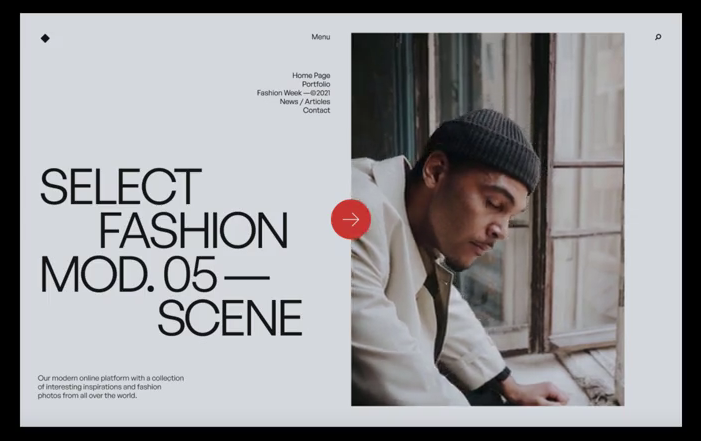 Menu
Home Page
Portfolio
Fashion Week —©2021
News / Articles
Contact
SELECT
FASHION
MOD. 05 —
SCENE
Our modern online platform with a collection
of interesting inspirations and fashion
photos from all over the world.